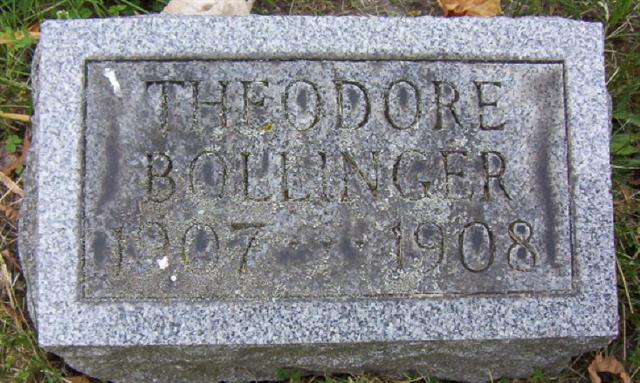 THEODORE
BOLLINGER
1907 - 1908